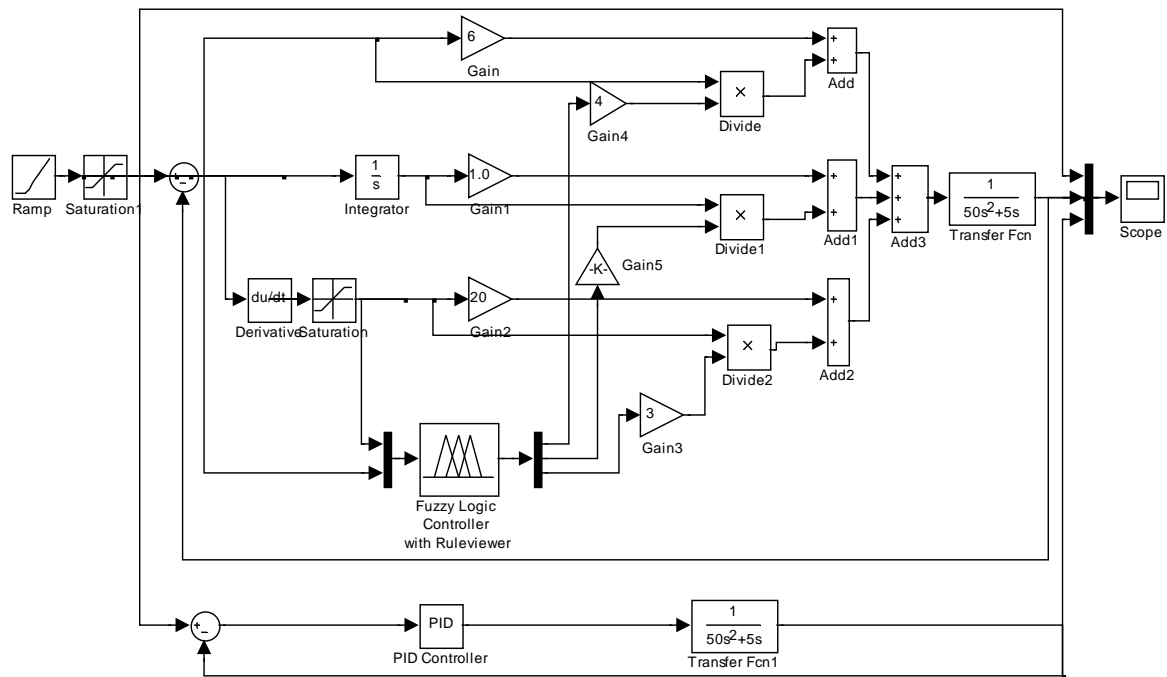 6
+
+
Gain
Add
×
Divide
4
Gain4
Ramp
Saturation1
+
-
1
s
Integrator
1.0
Gain1
×
Divide1
+
+
Add1
+
+
+
Add3
1
50s²+5s
Transfer Fcn
Scope
-K-
Gain5
du/dt
Derivative
Saturation
20
Gain2
×
Divide2
+
+
Add2
3
Gain3
Fuzzy Logic
Controller
with Ruleviewer
+
-
PID
PID Controller
1
50s²+5s
Transfer Fcn1